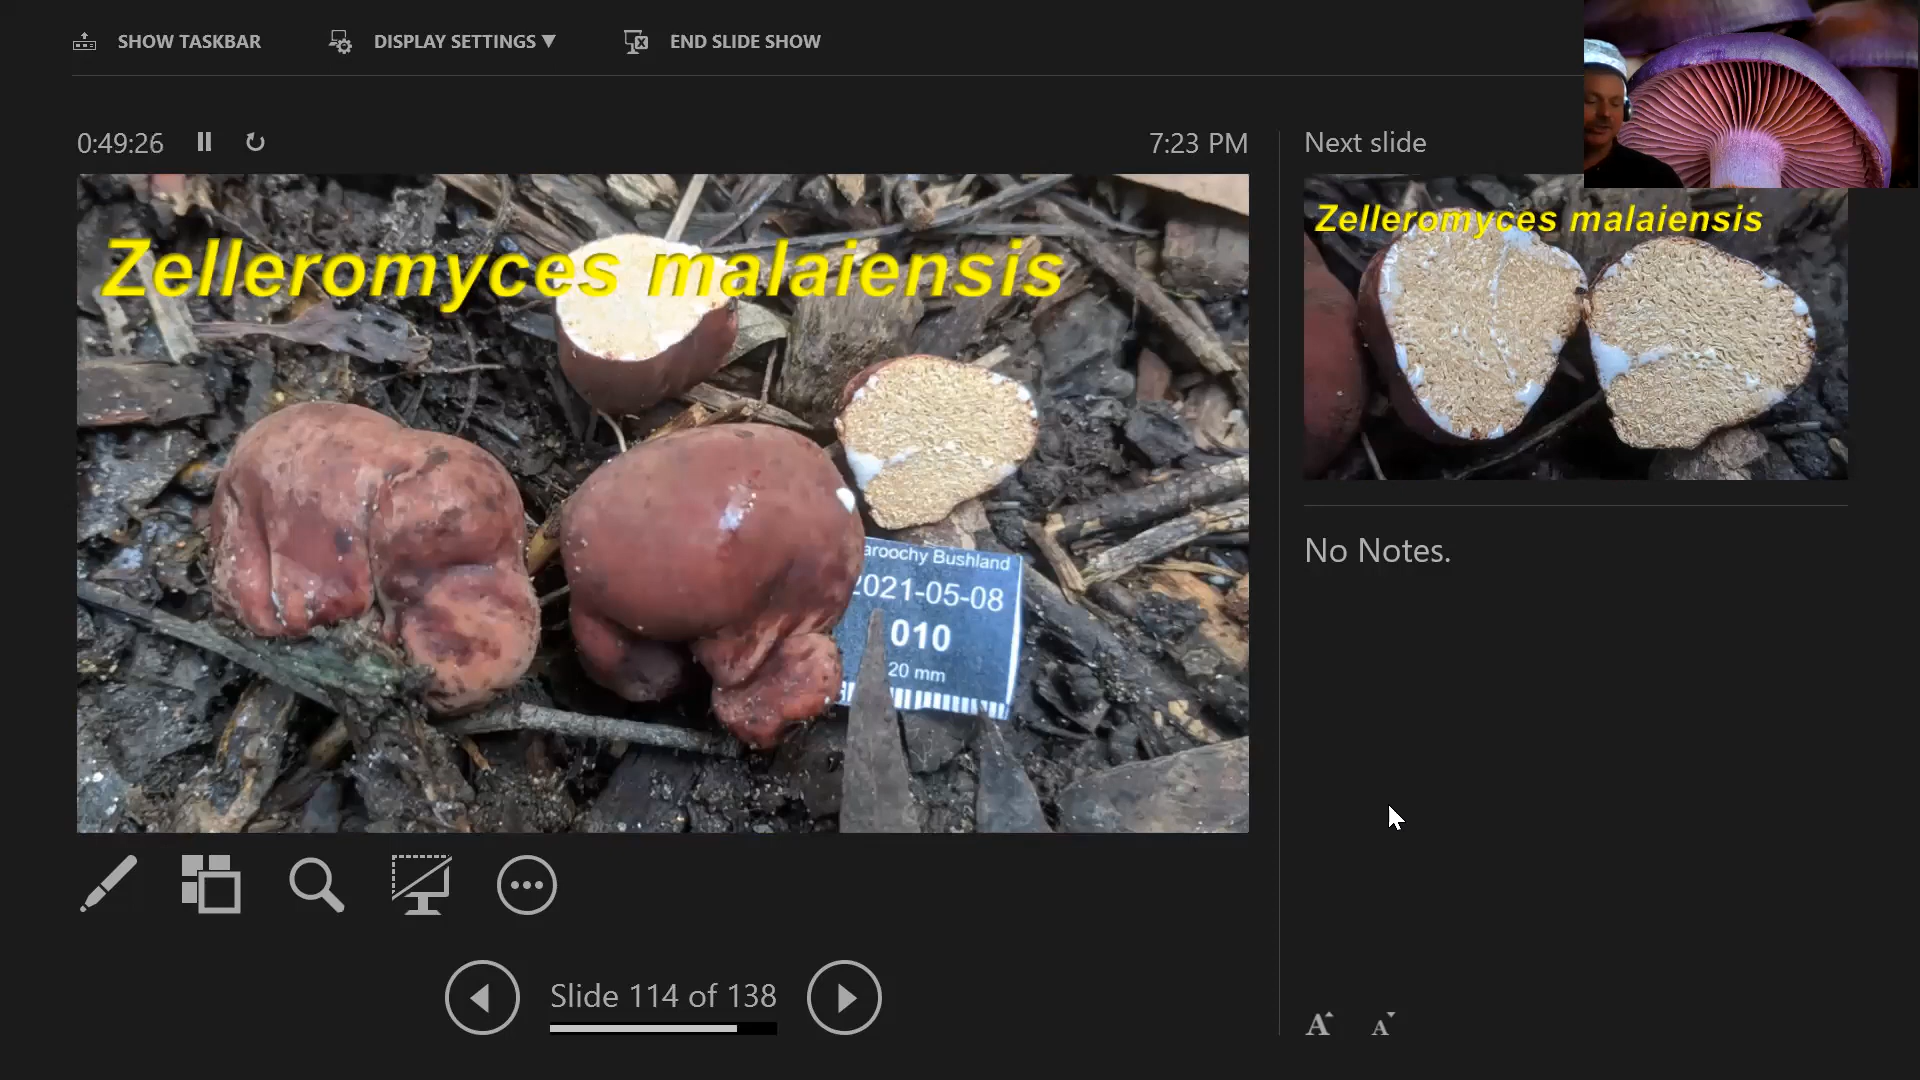 SHOW TASKBAR
DISPLAY SETTINGS ▼
END SLIDE SHOW
0:49:26
7:23 PM
Next slide
Zelleromyces malaiensis
aroochy Bushland
2021-05-08
010
20 mm
Zelleromyces malaiensis
No Notes.
Slide 114 of 138
A
A